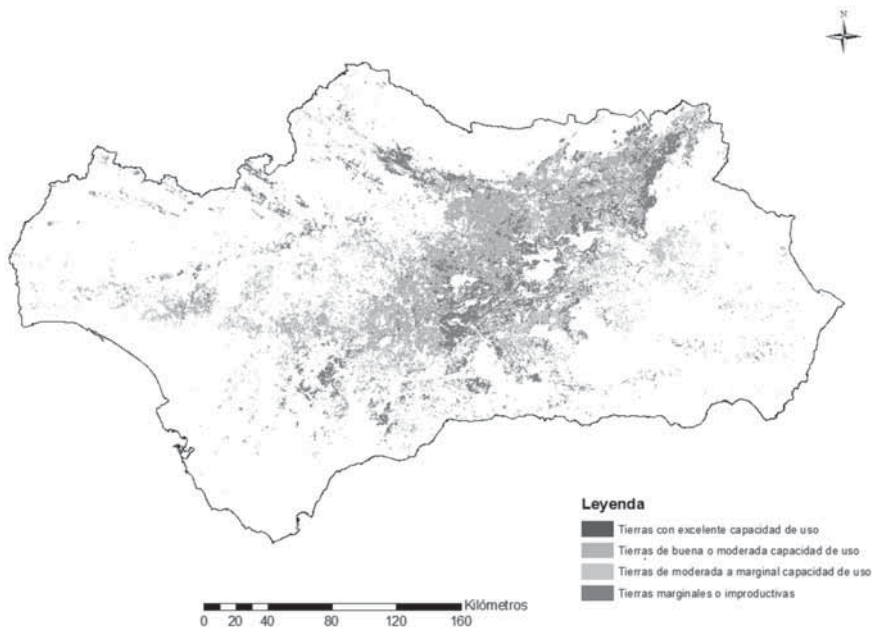 N
Leyenda
Tierras con excelente capacidad de uso
Tierras de buena o moderada capacidad de uso
Tierras de moderada a marginal capacidad de uso
Tierras marginales o improductivas
Kilómetros
0 20 40 80 120 160